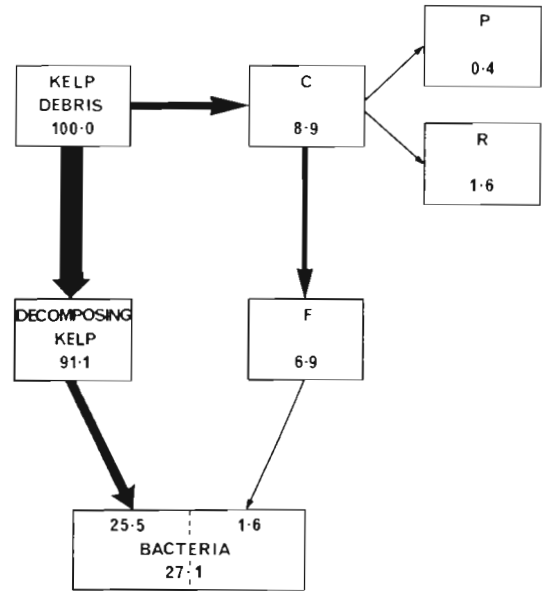 P
0·4
KELP
DEBRIS
100·0
C
8·9
R
1·6
DECOMPOSING
KELP
91·1
F
6·9
25·5 1·6
BACTERIA
27·1